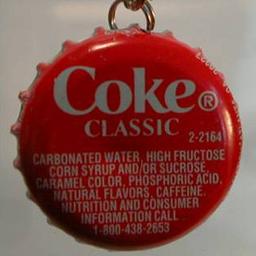 Coke®
CLASSIC
2-2164
CARBONATED WATER, HIGH FRUCTOSE
CORN SYRUP AND/OR SUCROSE,
CARAMEL COLOR, PHOSPHORIC ACID,
NATURAL FLAVORS, CAFFEINE.
NUTRITION AND CONSUMER
INFORMATION CALL
1-800-438-2653